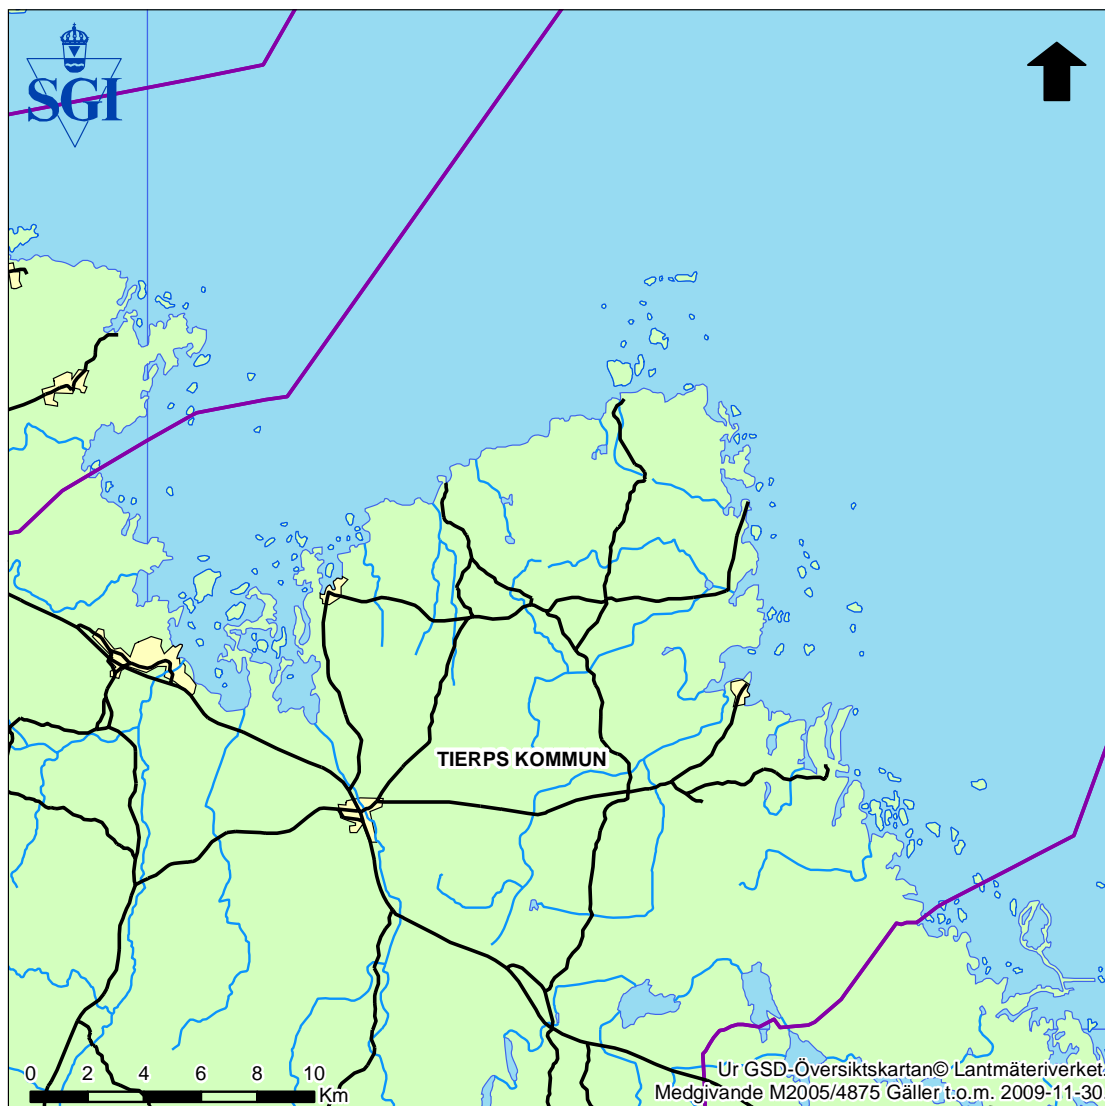 SGI
TIERPS KOMMUN
0 2 4 6 8 10
Km
Ur GSD-Översiktskartan© Lantmäteriverket.
Medgivande M2005/4875 Gäller t.o.m. 2009-11-30